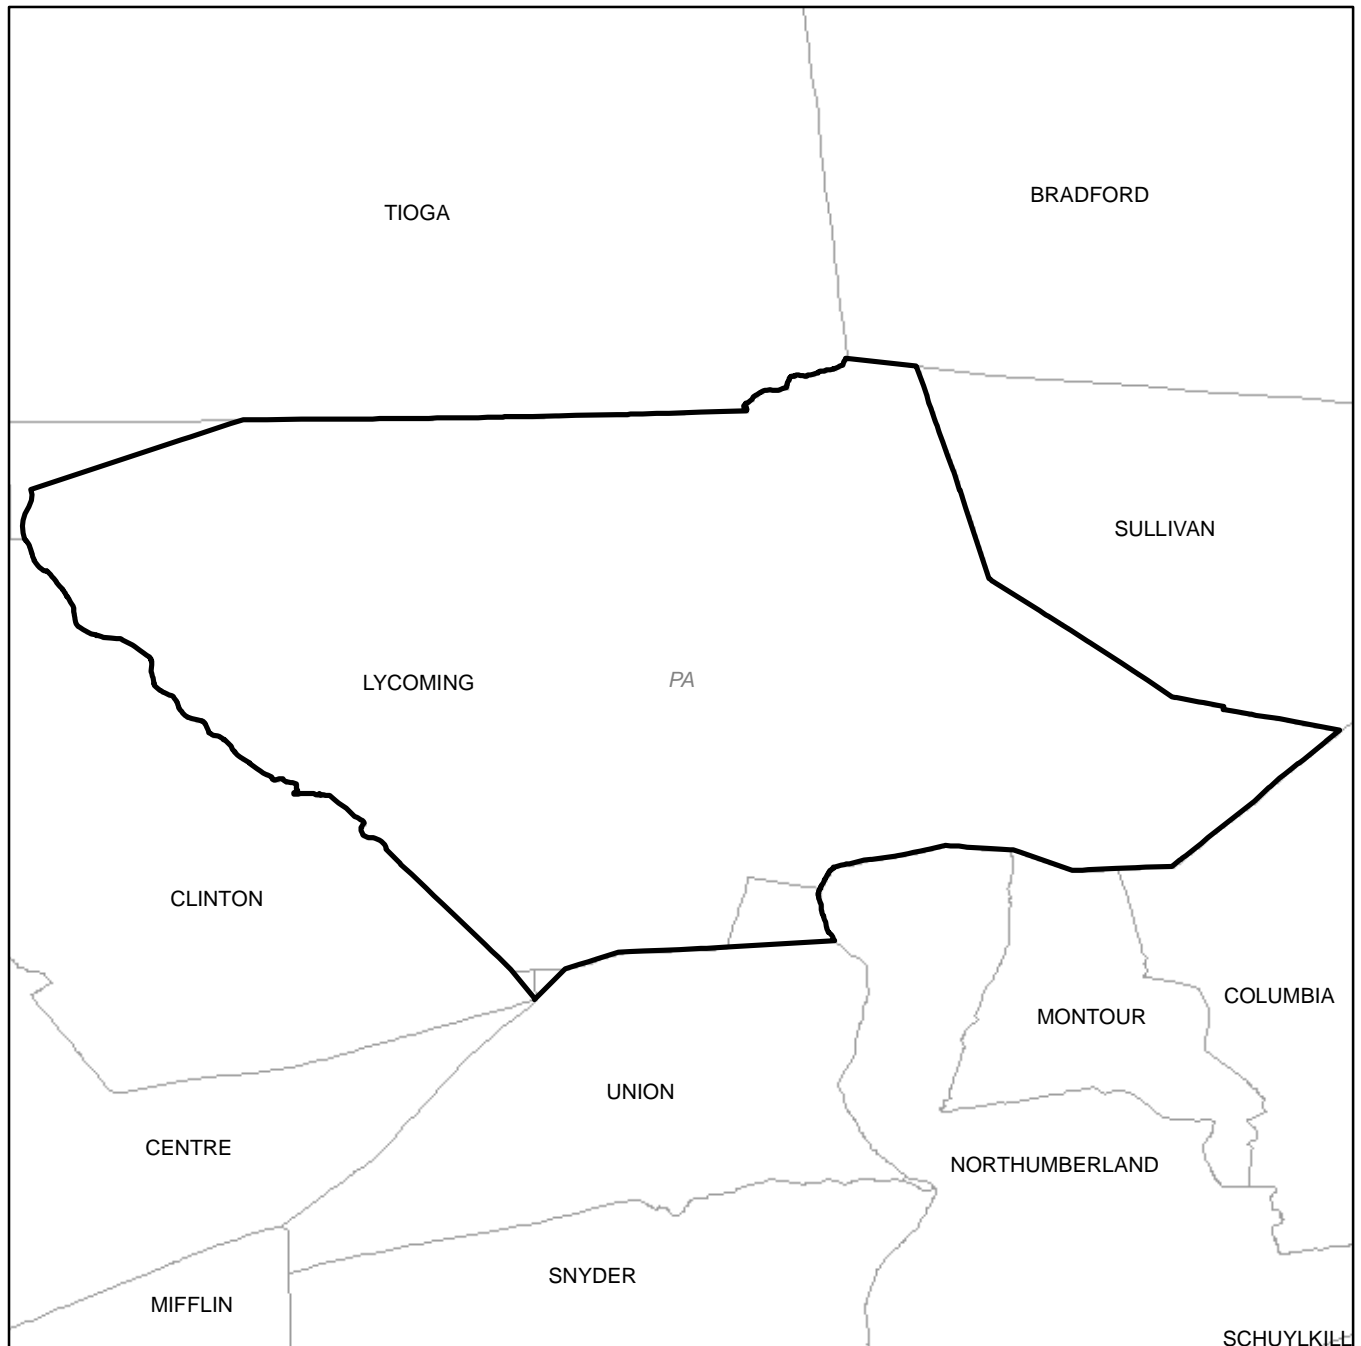 BRADFORD
TIOGA
SULLIVAN
PA
LYCOMING
CLINTON
COLUMBIA
MONTOUR
UNION
CENTRE
NORTHUMBERLAND
SNYDER
MIFFLIN
SCHUYLKILL